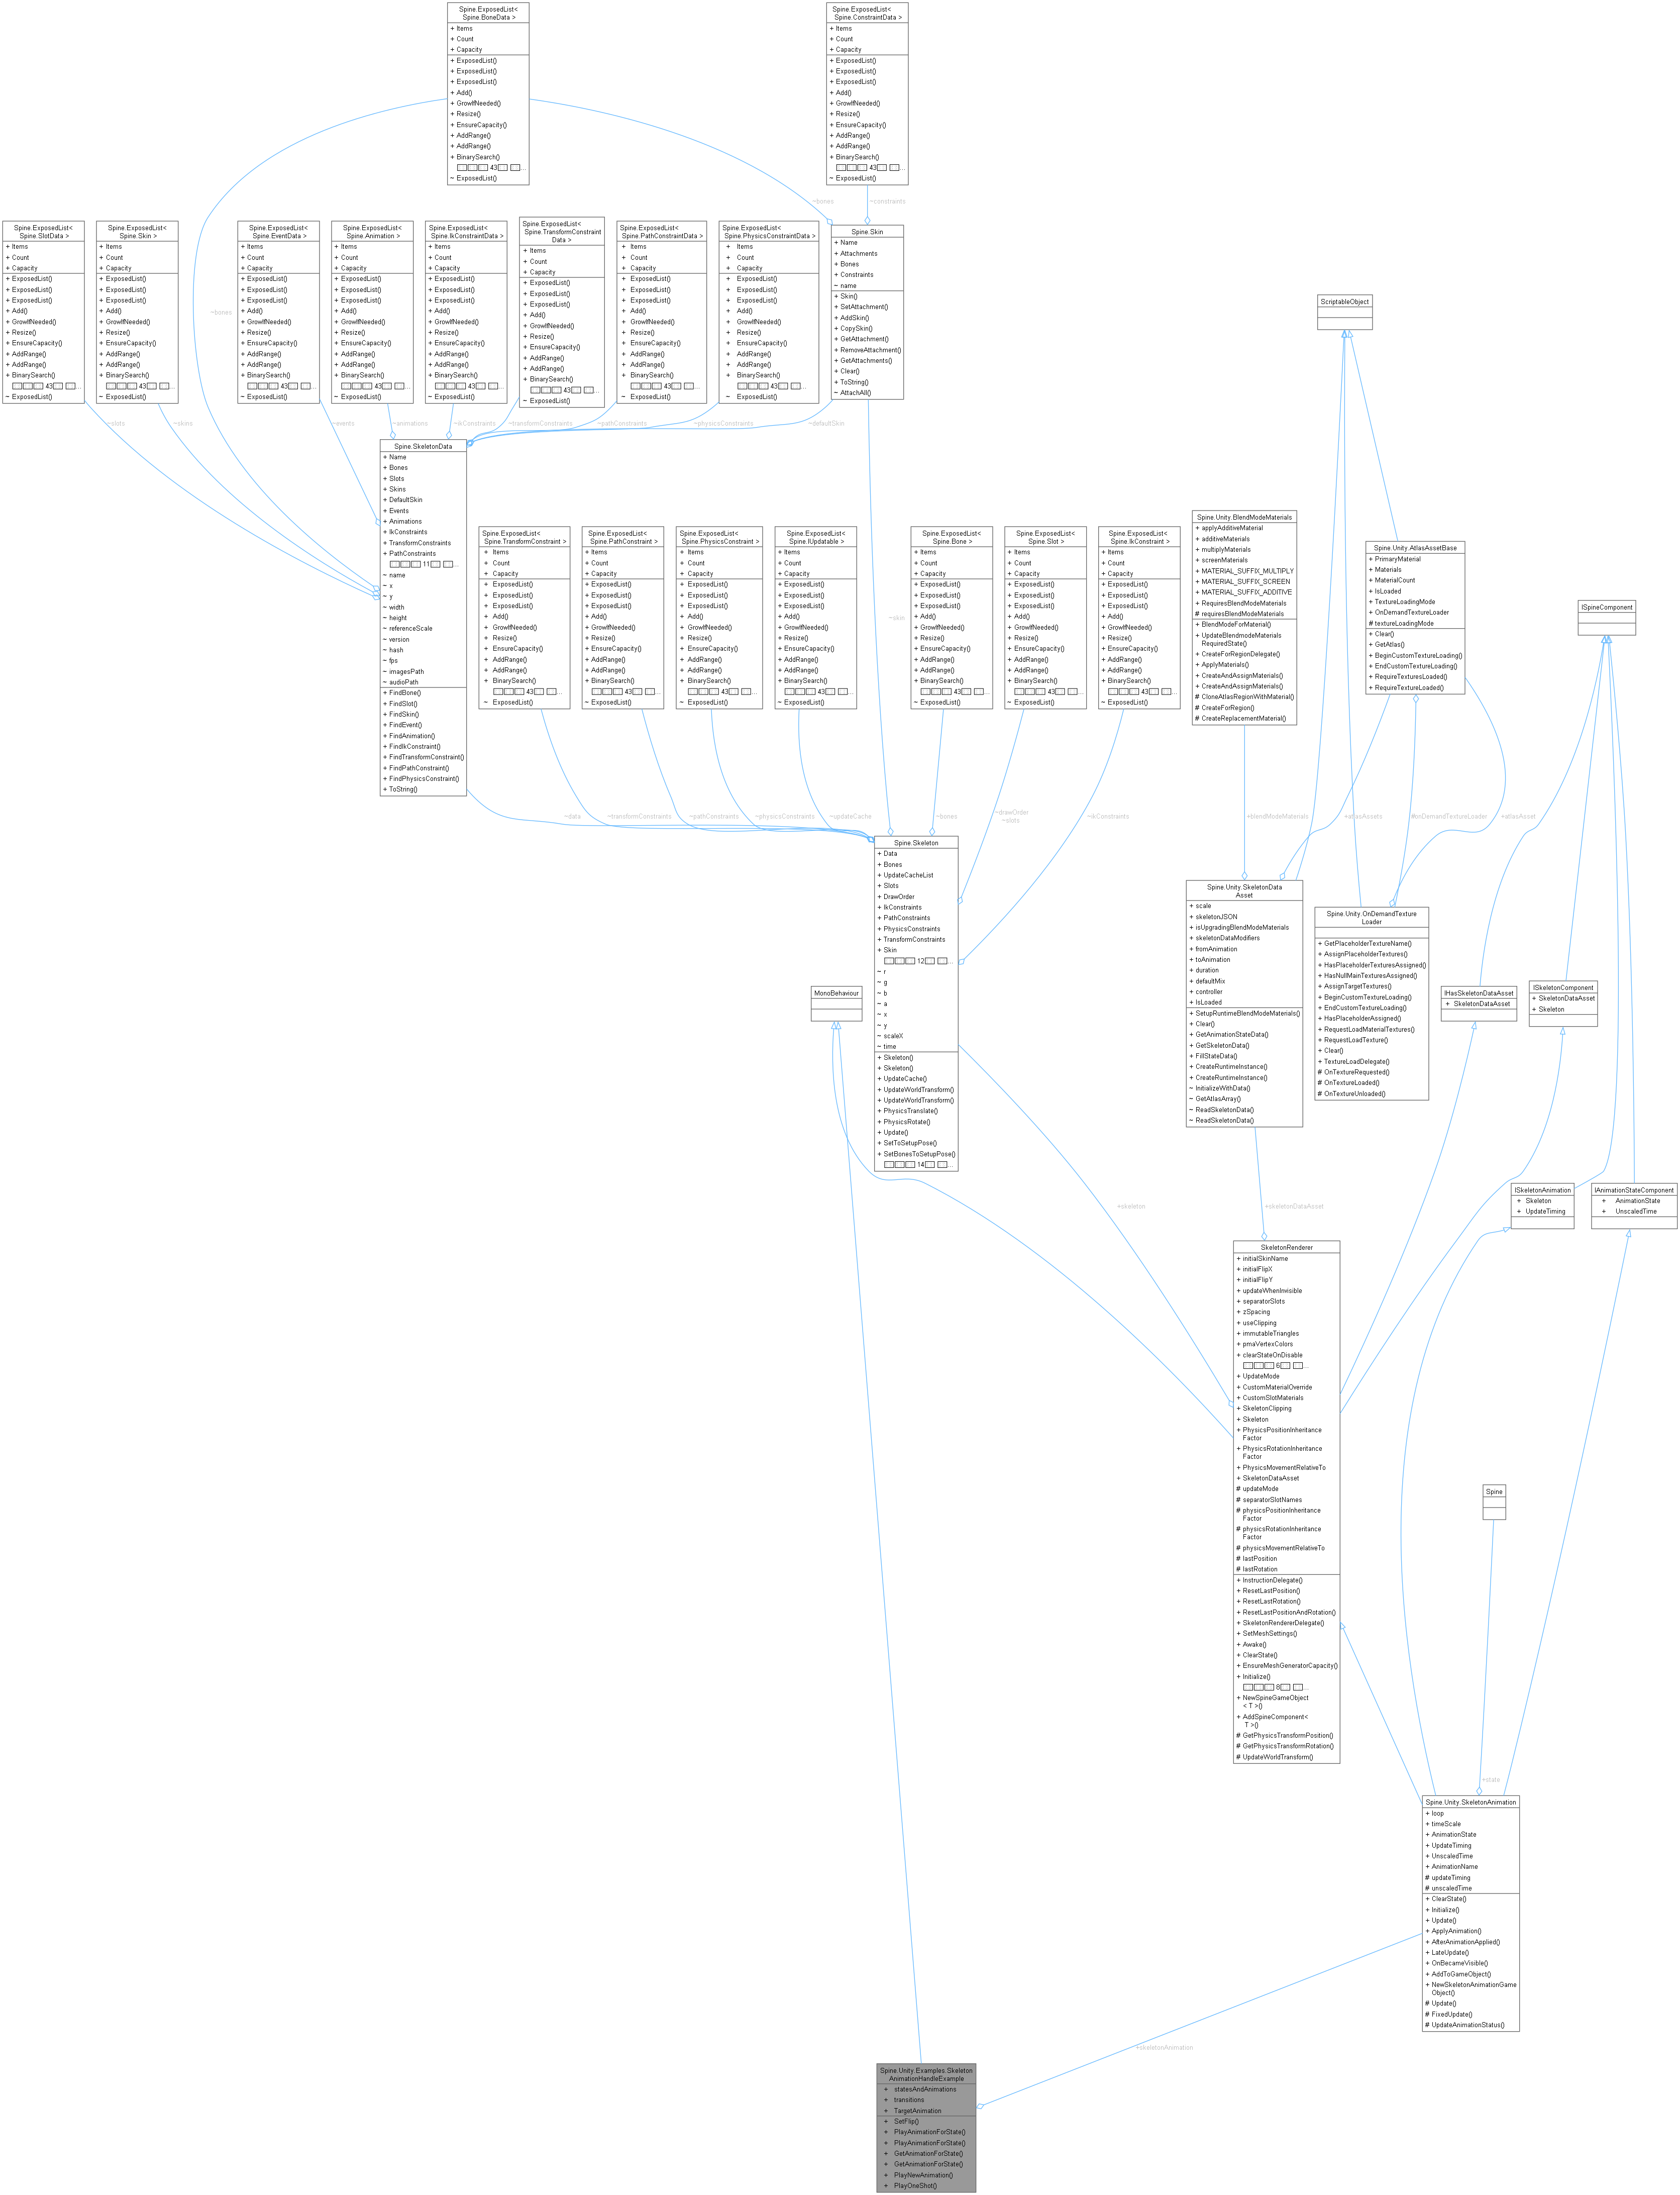 Spine.ExposedList<
Spine.BoneData >
+ Items
+ Count
+ Capacity
+ ExposedList()
+ ExposedList()
+ ExposedList()
+ Add()
+ GrowIfNeeded()
+ Resize()
+ EnsureCapacity()
+ AddRange()
+ AddRange()
+ BinarySearch()
□□□ 43□ □...
~ ExposedList()
Spine.ExposedList<
Spine.ConstraintData >
+ Items
+ Count
+ Capacity
+ ExposedList()
+ ExposedList()
+ ExposedList()
+ Add()
+ GrowIfNeeded()
+ Resize()
+ EnsureCapacity()
+ AddRange()
+ AddRange()
+ BinarySearch()
□□□ 43□ □...
~ ExposedList()
~bones
~constraints
Spine.ExposedList<
Spine.SlotData >
+ Items
+ Count
+ Capacity
+ ExposedList()
+ ExposedList()
+ ExposedList()
+ Add()
+ GrowIfNeeded()
+ Resize()
+ EnsureCapacity()
+ AddRange()
+ AddRange()
+ BinarySearch()
□□□ 43□ □...
~ ExposedList()
Spine.ExposedList<
Spine.Skin >
+ Items
+ Count
+ Capacity
+ ExposedList()
+ ExposedList()
+ ExposedList()
+ Add()
+ GrowIfNeeded()
+ Resize()
+ EnsureCapacity()
+ AddRange()
+ AddRange()
+ BinarySearch()
□□□ 43□ □...
~ ExposedList()
~bones
Spine.ExposedList<
Spine.EventData >
+ Items
+ Count
+ Capacity
+ ExposedList()
+ ExposedList()
+ ExposedList()
+ Add()
+ GrowIfNeeded()
+ Resize()
+ EnsureCapacity()
+ AddRange()
+ AddRange()
+ BinarySearch()
□□□ 43□ □...
~ ExposedList()
Spine.ExposedList<
Spine.Animation >
+ Items
+ Count
+ Capacity
+ ExposedList()
+ ExposedList()
+ ExposedList()
+ Add()
+ GrowIfNeeded()
+ Resize()
+ EnsureCapacity()
+ AddRange()
+ AddRange()
+ BinarySearch()
□□□ 43□ □...
~ ExposedList()
Spine.ExposedList<
Spine.IkConstraintData >
+ Items
+ Count
+ Capacity
+ ExposedList()
+ ExposedList()
+ ExposedList()
+ Add()
+ GrowIfNeeded()
+ Resize()
+ EnsureCapacity()
+ AddRange()
+ AddRange()
+ BinarySearch()
□□□ 43□ □...
~ ExposedList()
Spine.ExposedList<
Spine.TransformConstraint
Data >
+ Items
+ Count
+ Capacity
+ ExposedList()
+ ExposedList()
+ ExposedList()
+ Add()
+ GrowIfNeeded()
+ Resize()
+ EnsureCapacity()
+ AddRange()
+ AddRange()
+ BinarySearch()
□□□ 43□ □...
~ ExposedList()
Spine.ExposedList<
Spine.PathConstraintData >
+ Items
+ Count
+ Capacity
+ ExposedList()
+ ExposedList()
+ ExposedList()
+ Add()
+ GrowIfNeeded()
+ Resize()
+ EnsureCapacity()
+ AddRange()
+ AddRange()
+ BinarySearch()
□□□ 43□ □...
~ ExposedList()
Spine.ExposedList<
Spine.PhysicsConstraintData >
+ Items
+ Count
+ Capacity
+ ExposedList()
+ ExposedList()
+ ExposedList()
+ Add()
+ GrowIfNeeded()
+ Resize()
+ EnsureCapacity()
+ AddRange()
+ AddRange()
+ BinarySearch()
□□□ 43□ □...
~ ExposedList()
Spine.Skin
+ Name
+ Attachments
+ Bones
+ Constraints
~ name
+ Skin()
+ SetAttachment()
+ AddSkin()
+ CopySkin()
+ GetAttachment()
+ RemoveAttachment()
+ GetAttachments()
+ Clear()
+ ToString()
~ AttachAll()
ScriptableObject
~slots
~skins
~events
~animations
~ikConstraints
~transformConstraints
~pathConstraints
~physicsConstraints
~defaultSkin
Spine.SkeletonData
+ Name
+ Bones
+ Slots
+ Skins
+ DefaultSkin
+ Events
+ Animations
+ IkConstraints
+ TransformConstraints
+ PathConstraints
□□□ 11□ □...
~ name
~ x
~ y
~ width
~ height
~ referenceScale
~ version
~ hash
~ fps
~ imagesPath
~ audioPath
+ FindBone()
+ FindSlot()
+ FindSkin()
+ FindEvent()
+ FindAnimation()
+ FindIkConstraint()
+ FindTransformConstraint()
+ FindPathConstraint()
+ FindPhysicsConstraint()
+ ToString()
Spine.ExposedList<
Spine.TransformConstraint >
+ Items
+ Count
+ Capacity
+ ExposedList()
+ ExposedList()
+ ExposedList()
+ Add()
+ GrowIfNeeded()
+ Resize()
+ EnsureCapacity()
+ AddRange()
+ AddRange()
+ BinarySearch()
□□□ 43□ □...
~ ExposedList()
Spine.ExposedList<
Spine.PathConstraint >
+ Items
+ Count
+ Capacity
+ ExposedList()
+ ExposedList()
+ ExposedList()
+ Add()
+ GrowIfNeeded()
+ Resize()
+ EnsureCapacity()
+ AddRange()
+ AddRange()
+ BinarySearch()
□□□ 43□ □...
~ ExposedList()
Spine.ExposedList<
Spine.PhysicsConstraint >
+ Items
+ Count
+ Capacity
+ ExposedList()
+ ExposedList()
+ ExposedList()
+ Add()
+ GrowIfNeeded()
+ Resize()
+ EnsureCapacity()
+ AddRange()
+ AddRange()
+ BinarySearch()
□□□ 43□ □...
~ ExposedList()
Spine.ExposedList<
Spine.IUpdatable >
+ Items
+ Count
+ Capacity
+ ExposedList()
+ ExposedList()
+ ExposedList()
+ Add()
+ GrowIfNeeded()
+ Resize()
+ EnsureCapacity()
+ AddRange()
+ AddRange()
+ BinarySearch()
□□□ 43□ □...
~ ExposedList()
~skin
Spine.ExposedList<
Spine.Bone >
+ Items
+ Count
+ Capacity
+ ExposedList()
+ ExposedList()
+ ExposedList()
+ Add()
+ GrowIfNeeded()
+ Resize()
+ EnsureCapacity()
+ AddRange()
+ AddRange()
+ BinarySearch()
□□□ 43□ □...
~ ExposedList()
Spine.ExposedList<
Spine.Slot >
+ Items
+ Count
+ Capacity
+ ExposedList()
+ ExposedList()
+ ExposedList()
+ Add()
+ GrowIfNeeded()
+ Resize()
+ EnsureCapacity()
+ AddRange()
+ AddRange()
+ BinarySearch()
□□□ 43□ □...
~ ExposedList()
Spine.ExposedList<
Spine.IkConstraint >
+ Items
+ Count
+ Capacity
+ ExposedList()
+ ExposedList()
+ ExposedList()
+ Add()
+ GrowIfNeeded()
+ Resize()
+ EnsureCapacity()
+ AddRange()
+ AddRange()
+ BinarySearch()
□□□ 43□ □...
~ ExposedList()
Spine.Unity.BlendModeMaterials
+ applyAdditiveMaterial
+ additiveMaterials
+ multiplyMaterials
+ screenMaterials
+ MATERIAL_SUFFIX_MULTIPLY
+ MATERIAL_SUFFIX_SCREEN
+ MATERIAL_SUFFIX_ADDITIVE
+ RequiresBlendModeMaterials
# requiresBlendModeMaterials
+ BlendModeForMaterial()
+ UpdateBlendmodeMaterials
RequiredState()
+ CreateForRegionDelegate()
+ ApplyMaterials()
+ CreateAndAssignMaterials()
+ CreateAndAssignMaterials()
# CloneAtlasRegionWithMaterial()
# CreateForRegion()
# CreateReplacementMaterial()
Spine.Unity.AtlasAssetBase
+ PrimaryMaterial
+ Materials
+ MaterialCount
+ IsLoaded
+ TextureLoadingMode
+ OnDemandTextureLoader
# textureLoadingMode
+ Clear()
+ GetAtlas()
+ BeginCustomTextureLoading()
+ EndCustomTextureLoading()
+ RequireTexturesLoaded()
+ RequireTextureLoaded()
ISpineComponent
~data
~transformConstraints
~pathConstraints
~physicsConstraints
~updateCache
~bones
~drawOrder
~slots
~ikConstraints
+blendModeMaterials
+atlasAssets
#onDemandTextureLoader
+atlasAsset
Spine.Skeleton
+ Data
+ Bones
+ UpdateCacheList
+ Slots
+ DrawOrder
+ IkConstraints
+ PathConstraints
+ PhysicsConstraints
+ TransformConstraints
+ Skin
□□□ 12□ □...
~ r
~ g
~ b
~ a
~ x
~ y
~ scaleX
~ time
+ Skeleton()
+ Skeleton()
+ UpdateCache()
+ UpdateWorldTransform()
+ UpdateWorldTransform()
+ PhysicsTranslate()
+ PhysicsRotate()
+ Update()
+ SetToSetupPose()
+ SetBonesToSetupPose()
□□□ 14□ □...
Spine.Unity.SkeletonData
Asset
+ scale
+ skeletonJSON
+ isUpgradingBlendModeMaterials
+ skeletonDataModifiers
+ fromAnimation
+ toAnimation
+ duration
+ defaultMix
+ controller
+ IsLoaded
+ SetupRuntimeBlendModeMaterials()
+ Clear()
+ GetAnimationStateData()
+ GetSkeletonData()
+ FillStateData()
+ CreateRuntimeInstance()
+ CreateRuntimeInstance()
~ InitializeWithData()
~ GetAtlasArray()
~ ReadSkeletonData()
~ ReadSkeletonData()
Spine.Unity.OnDemandTexture
Loader
+ GetPlaceholderTextureName()
+ AssignPlaceholderTextures()
+ HasPlaceholderTexturesAssigned()
+ HasNullMainTexturesAssigned()
+ AssignTargetTextures()
+ BeginCustomTextureLoading()
+ EndCustomTextureLoading()
+ HasPlaceholderAssigned()
+ RequestLoadMaterialTextures()
+ RequestLoadTexture()
+ Clear()
+ TextureLoadDelegate()
# OnTextureRequested()
# OnTextureLoaded()
# OnTextureUnloaded()
MonoBehaviour
IHasSkeletonDataAsset
+ SkeletonDataAsset
ISkeletonComponent
+ SkeletonDataAsset
+ Skeleton
+skeleton
+skeletonDataAsset
ISkeletonAnimation
+ Skeleton
+ UpdateTiming
IAnimationStateComponent
+ AnimationState
+ UnscaledTime
SkeletonRenderer
+ initialSkinName
+ initialFlipX
+ initialFlipY
+ updateWhenInvisible
+ separatorSlots
+ zSpacing
+ useClipping
+ immutableTriangles
+ pmaVertexColors
+ clearStateOnDisable
□□□ 6□ □...
+ UpdateMode
+ CustomMaterialOverride
+ CustomSlotMaterials
+ SkeletonClipping
+ Skeleton
+ PhysicsPositionInheritance
Factor
+ PhysicsRotationInheritance
Factor
+ PhysicsMovementRelativeTo
+ SkeletonDataAsset
# updateMode
# separatorSlotNames
# physicsPositionInheritance
Factor
# physicsRotationInheritance
Factor
# physicsMovementRelativeTo
# lastPosition
# lastRotation
+ InstructionDelegate()
+ ResetLastPosition()
+ ResetLastRotation()
+ ResetLastPositionAndRotation()
+ SkeletonRendererDelegate()
+ SetMeshSettings()
+ Awake()
+ ClearState()
+ EnsureMeshGeneratorCapacity()
+ Initialize()
□□□ 8□ □...
+ NewSpineGameObject
< T >()
+ AddSpineComponent<
T >()
# GetPhysicsTransformPosition()
# GetPhysicsTransformRotation()
# UpdateWorldTransform()
Spine
+state
Spine.Unity.SkeletonAnimation
+ loop
+ timeScale
+ AnimationState
+ UpdateTiming
+ UnscaledTime
+ AnimationName
# updateTiming
# unscaledTime
+ ClearState()
+ Initialize()
+ Update()
+ ApplyAnimation()
+ AfterAnimationApplied()
+ LateUpdate()
+ OnBecameVisible()
+ AddToGameObject()
+ NewSkeletonAnimationGame
Object()
# Update()
# FixedUpdate()
# UpdateAnimationStatus()
+skeletonAnimation
Spine.Unity.Examples.Skeleton
AnimationHandleExample
+ statesAndAnimations
+ transitions
+ TargetAnimation
+ SetFlip()
+ PlayAnimationForState()
+ PlayAnimationForState()
+ GetAnimationForState()
+ GetAnimationForState()
+ PlayNewAnimation()
+ PlayOneShot()